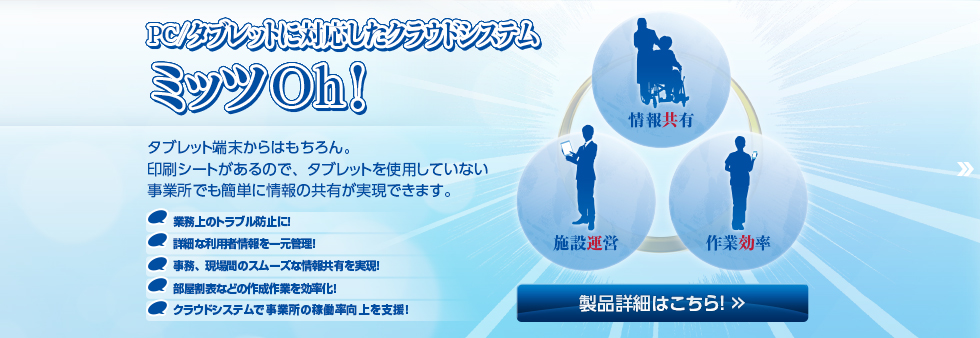 PC/タブレットに対応したクラウドシステム
ミッツOh!
タブレット端末からはもちろん。
印刷シートがあるので、タブレットを使用していない
事業所でも簡単に情報の共有が実現できます。
業務上のトラブル防止に!
詳細な利用者情報を一元管理!
事務、現場間のスムーズな情報共有を実現!
部屋割表などの作成作業を効率化!
クラウドシステムで事業所の稼働率向上を支援!
情報共有
施設運営
作業効率
製品詳細はこちら! »
»